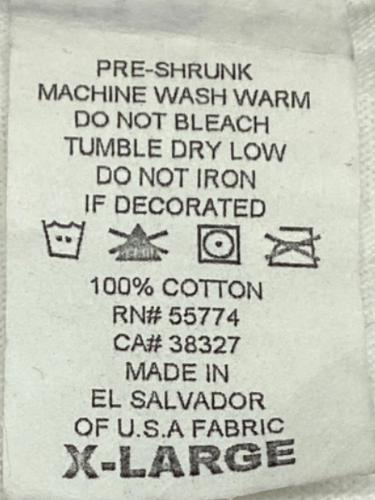 PRE-SHRUNK
MACHINE WASH WARM
DO NOT BLEACH
TUMBLE DRY LOW
DO NOT IRON
IF DECORATED
100% COTTON
RN# 55774
CA# 38327
MADE IN
EL SALVADOR
OF U.S.A FABRIC
X-LARGE